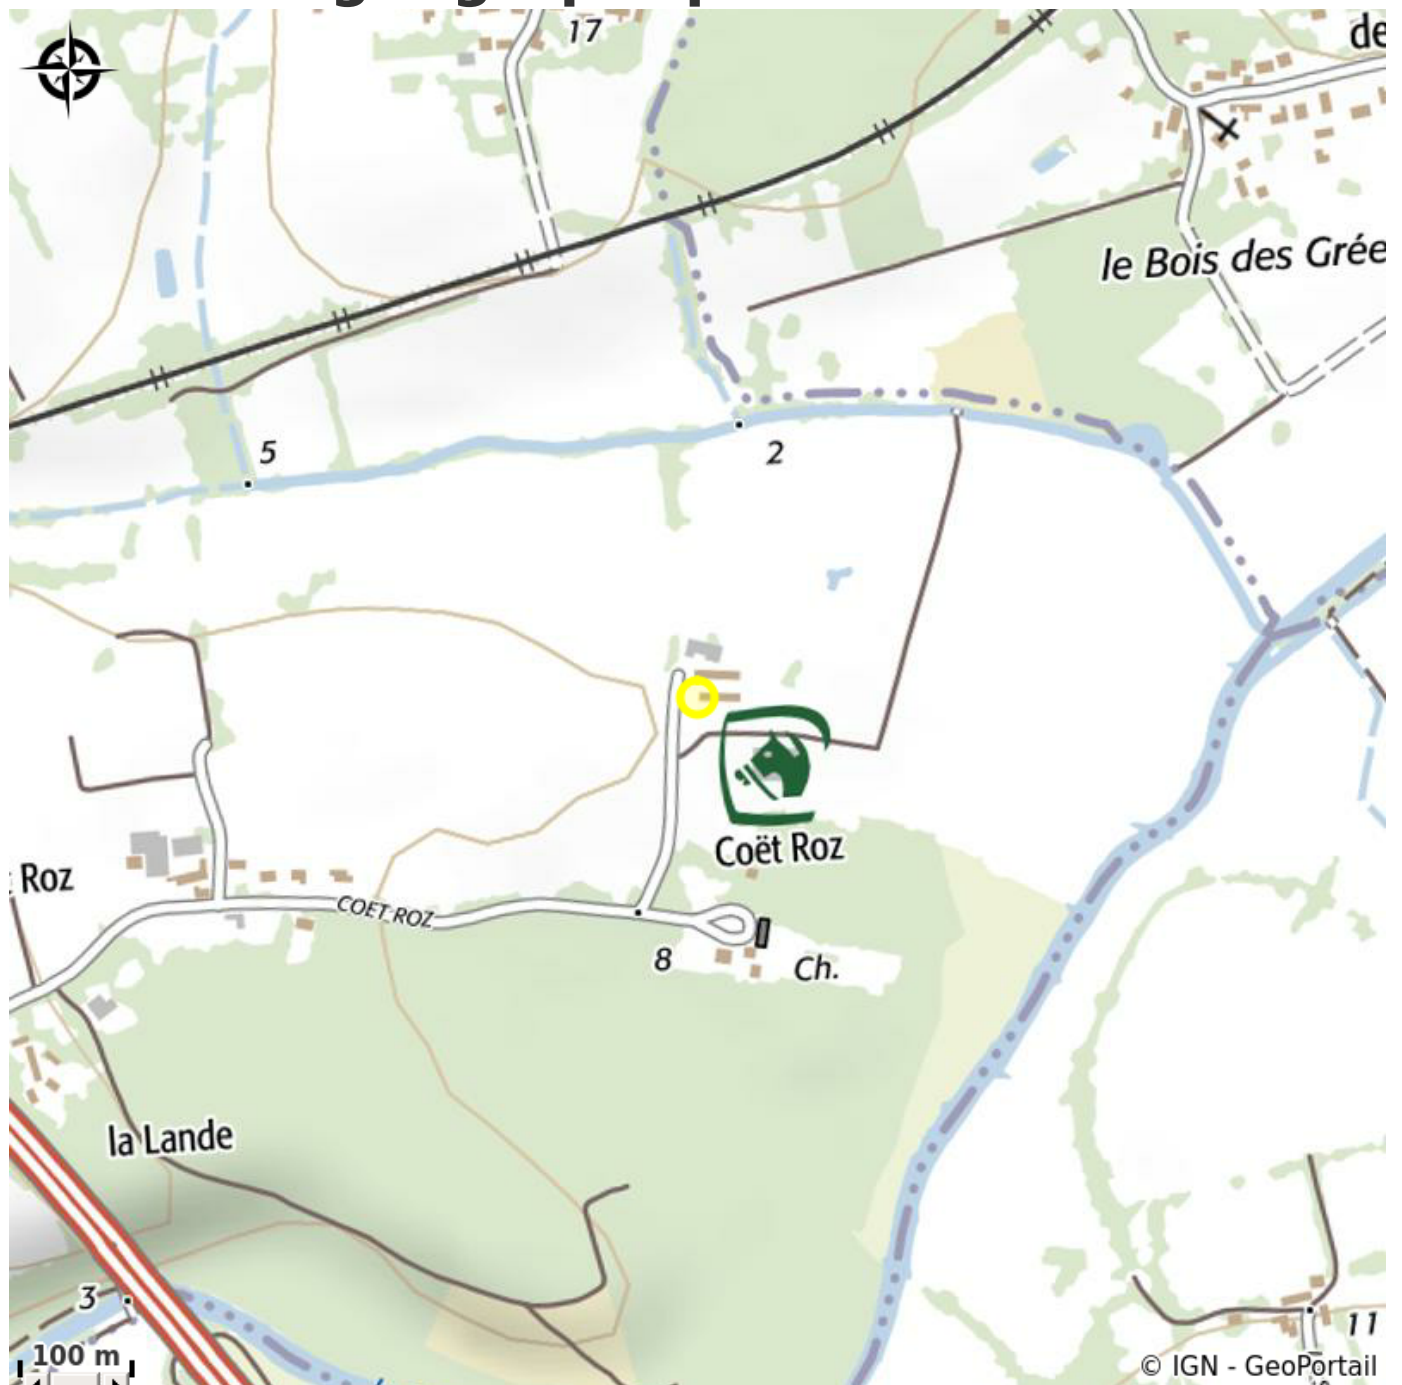 17
de
le Bois des Grée
5
2
Coët Roz
Roz
COET ROZ
8
Ch.
la Lande
3
11
100 m
© IGN - GeoPortail